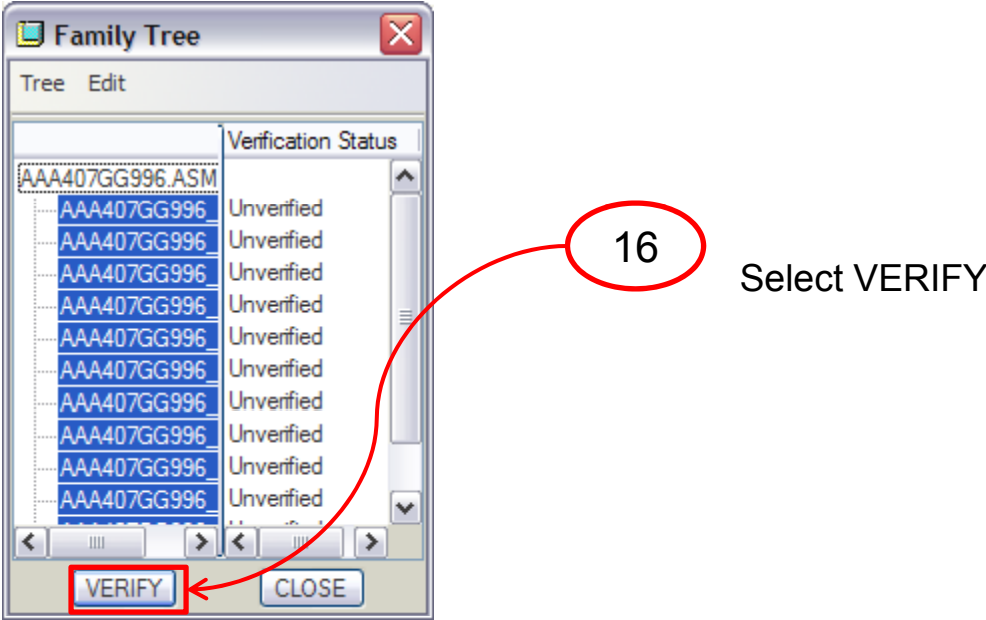 Family Tree
Tree Edit
Verification Status
AAA407GG996.ASM
AAA407GG996_ Unverified
AAA407GG996_ Unverified
AAA407GG996_ Unverified
AAA407GG996_ Unverified
AAA407GG996_ Unverified
AAA407GG996_ Unverified
AAA407GG996_ Unverified
AAA407GG996_ Unverified
AAA407GG996_ Unverified
AAA407GG996_ Unverified
VERIFY CLOSE
16
Select VERIFY